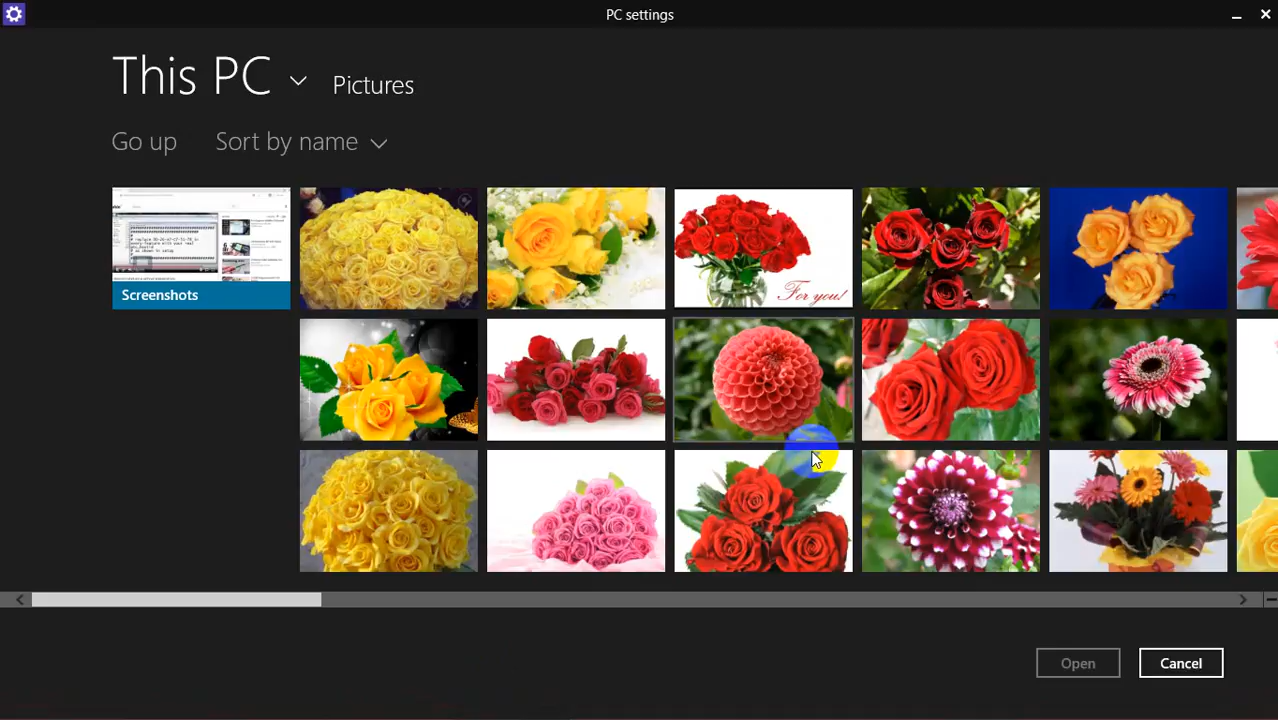 PC settings
This PC
Pictures
Go up
Sort by name
For you!
Screenshots
Open
Cancel